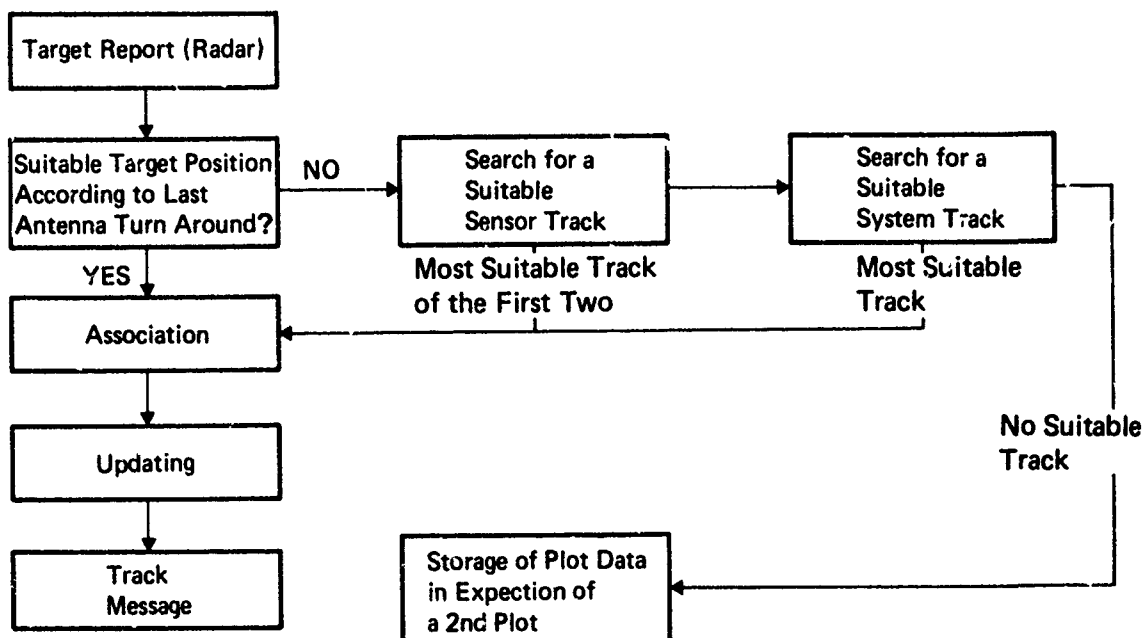 Target Report (Radar)
Suitable Target Position
According to Last
Antenna Turn Around?
NO
Search for a
Suitable
Sensor Track
Search for a
Suitable
System Track
YES
Most Suitable Track
of the First Two
Most Suitable
Track
Association
No Suitable
Track
Updating
Track
Message
Storage of Plot Data
in Expection of
a 2nd Plot